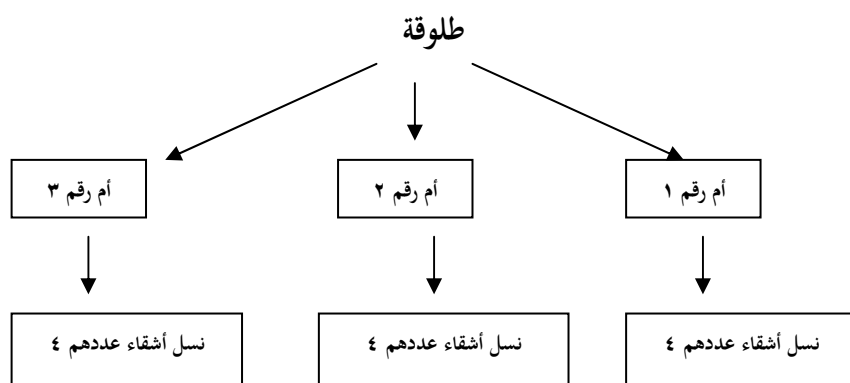 طلوقة
أم رقم ١
أم رقم ٢
أم رقم ٣
نسل أشقاء عددهم ٤
نسل أشقاء عددهم ٤
نسل أشقاء عددهم ٤